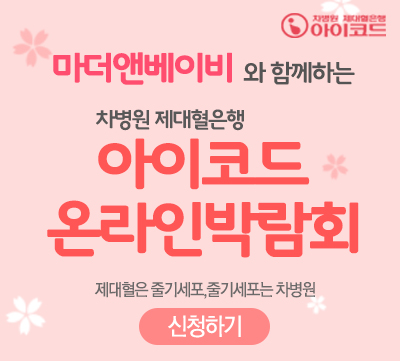 차병원 제대혈은행
아이코드
마더앤베이비 와 함께하는
차병원 제대혈은행
아이코드
온라인박람회
제대혈은 줄기세포,줄기세포는 차병원
신청하기